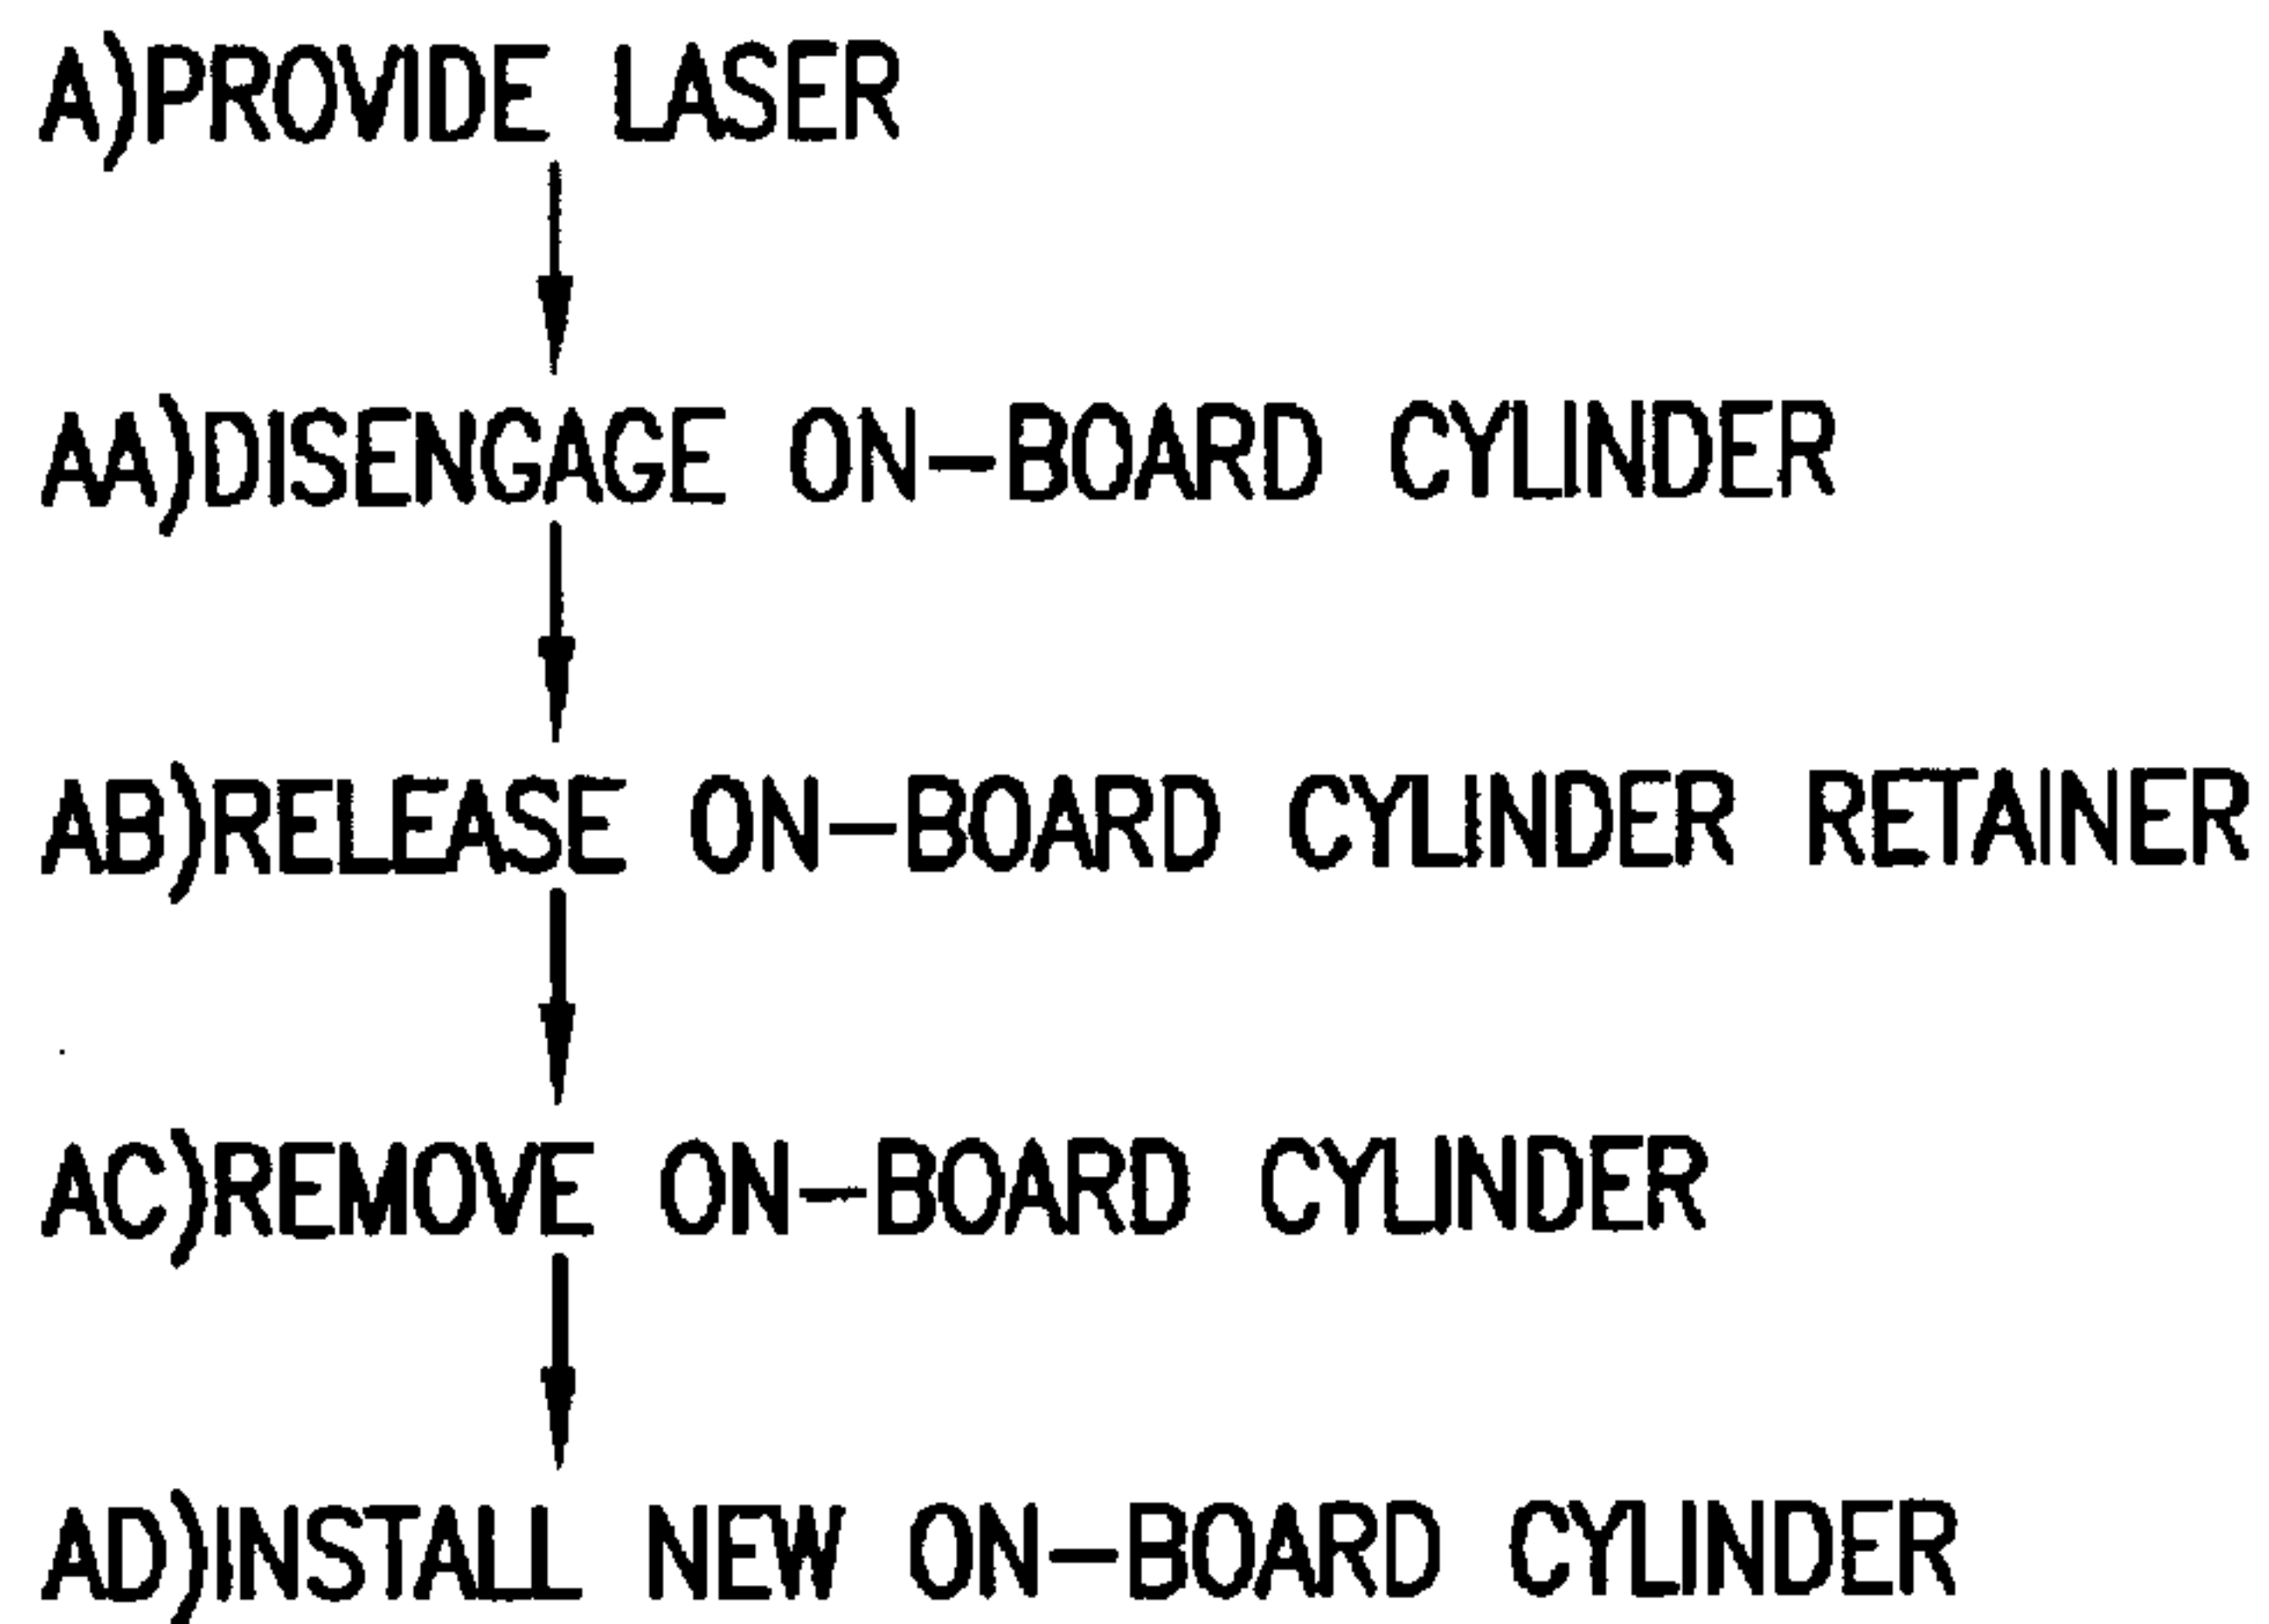 A)PROVIDE LASER
AA)DISENGAGE ON-BOARD CYLINDER
AB)RELEASE ON-BOARD CYLINDER RETAINER
AC)REMOVE ON-BOARD CYLINDER
AD)INSTALL NEW ON-BOARD CYLINDER